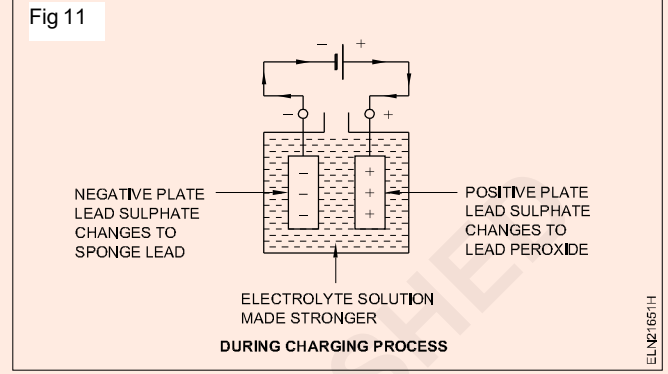 Fig 11
– +
– +
–
–
–
+
+
+
NEGATIVE PLATE
LEAD SULPHATE
CHANGES TO
SPONGE LEAD
POSITIVE PLATE
LEAD SULPHATE
CHANGES TO
LEAD PEROXIDE
ELECTROLYTE SOLUTION
MADE STRONGER
DURING CHARGING PROCESS
ELN21651H
SHED